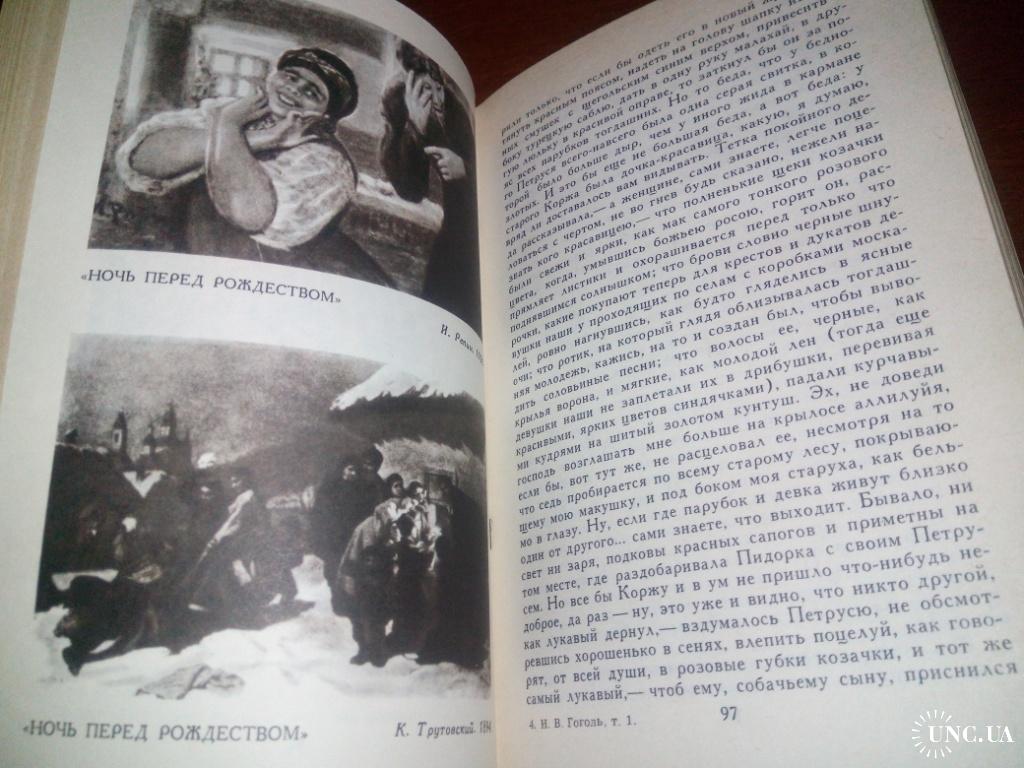 «НОЧЬ ПЕРЕД РОЖДЕСТВОМ»
И. Репин.
«НОЧЬ ПЕРЕД РОЖДЕСТВОМ»
К. Трутовский.
рили только, что если бы одеть его в новый
нуть красным поясом, надеть на голову шапку из
ных смушек с щегольским синим верхом, привесить к
боку турецкую саблю, дать в одну руку малахай, в дру-
гую люльку в красивой оправе, то заткнул бы он за по-
яс всех парубков тогдашних. Но то беда, что у бедно-
го Петруся всего-навсего была одна серая свитка, в ко-
торой было больше дыр, чем у иного жида в кармане
злотых. И это бы еще не большая беда, а вот беда: у
старого Коржа была дочка-красавица, какую, я думаю,
вряд ли доставалось вам видывать. Тетка покойного де-
да рассказывала,— а женщине, сами знаете, легче поце-
ловаться с чертом, не во гнев будь сказано, нежели на-
звать кого красавицею,— что полненькие щеки козачки
были свежи и ярки, как мак самого тонкого розового
цвета, когда, умывшись божьею росою, горит он, рас-
прямляет листики и охорашивается перед только что
поднявшимся солнышком; что брови словно черные шну-
рочки, какие покупают теперь для крестов и дукатов де-
вушки наши у проходящих по селам с коробками моска-
лей, ровно нагнувшись, как будто гляделись в ясные
очи; что ротик, на который глядя облизывалась тогдаш-
няя молодежь, кажись, на то и создан был, чтобы выво-
дить соловьиные песни; что волосы ее, черные, как
крылья ворона, и мягкие, как молодой лен (тогда еще
девушки наши не заплетали их в дрибушки, перевивая
красивыми, ярких цветов синдячками), падали курчавы-
ми кудрями на шитый золотом кунтуш. Эх, не доведи
господь возглашать мне больше на крылосе аллилуйя,
если бы, вот тут же, не расцеловал ее, несмотря на то
что седь пробирается по всему старому лесу, покрываю-
щему мою макушку, и под боком моя старуха, как бель-
мо в глазу. Ну, если где парубок и девка живут близко
один от другого... сами знаете, что выходит. Бывало, ни
свет ни заря, подковы красных сапогов и приметны на
том месте, где раздобаривала Пидорка с своим Петру-
сем. Но все бы Коржу и в ум не пришло что-нибудь не-
доброе, да раз — ну, это уже и видно, что никто другой,
как лукавый дернул,— вздумалось Петрусю, не обсмот-
ревшись хорошенько в сенях, влепить поцелуй, как гово-
рят, от всей души, в розовые губки козачки, и тот же
самый лукавый,— чтоб ему, собачьему сыну, приснился
4. Н. В. Гоголь, т. 1.
97
UNC.UA